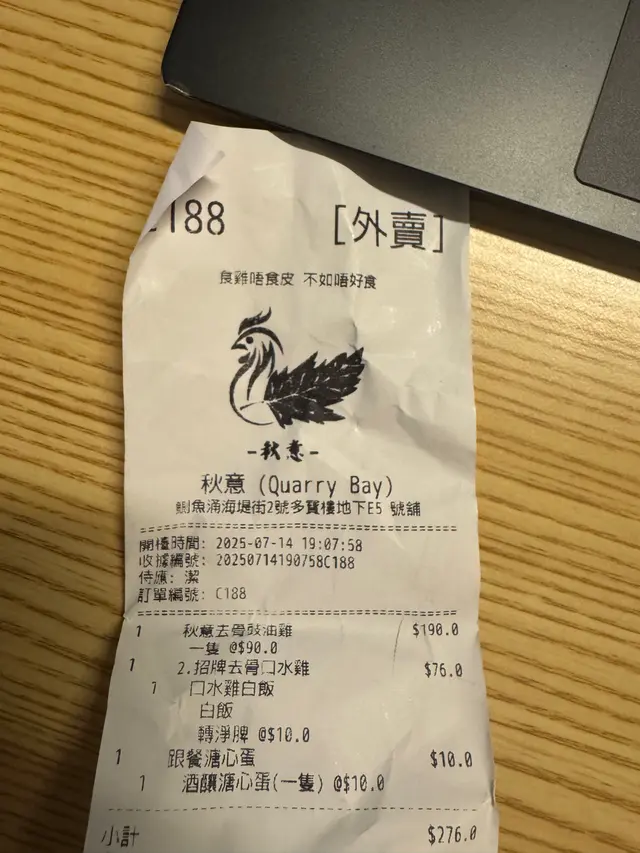 188
[外賣]
食雞唔食皮 不如唔好食
-秋意-
秋意 (Quarry Bay)
鰂魚涌海堤街2號多寶樓地下E5 號舖
開檯時間: 2025-07-14 19:07:58
收據編號: 20250714190758C188
侍應: 潔
訂單編號: C188
1 秋意去骨豉油雞 $190.0
一隻 @$90.0
1 2.招牌去骨口水雞 $76.0
1 口水雞白飯
白飯
轉淨脾 @$10.0
1 跟餐溏心蛋 $10.0
1 酒釀溏心蛋(一隻) @$10.0
小計 $276.0